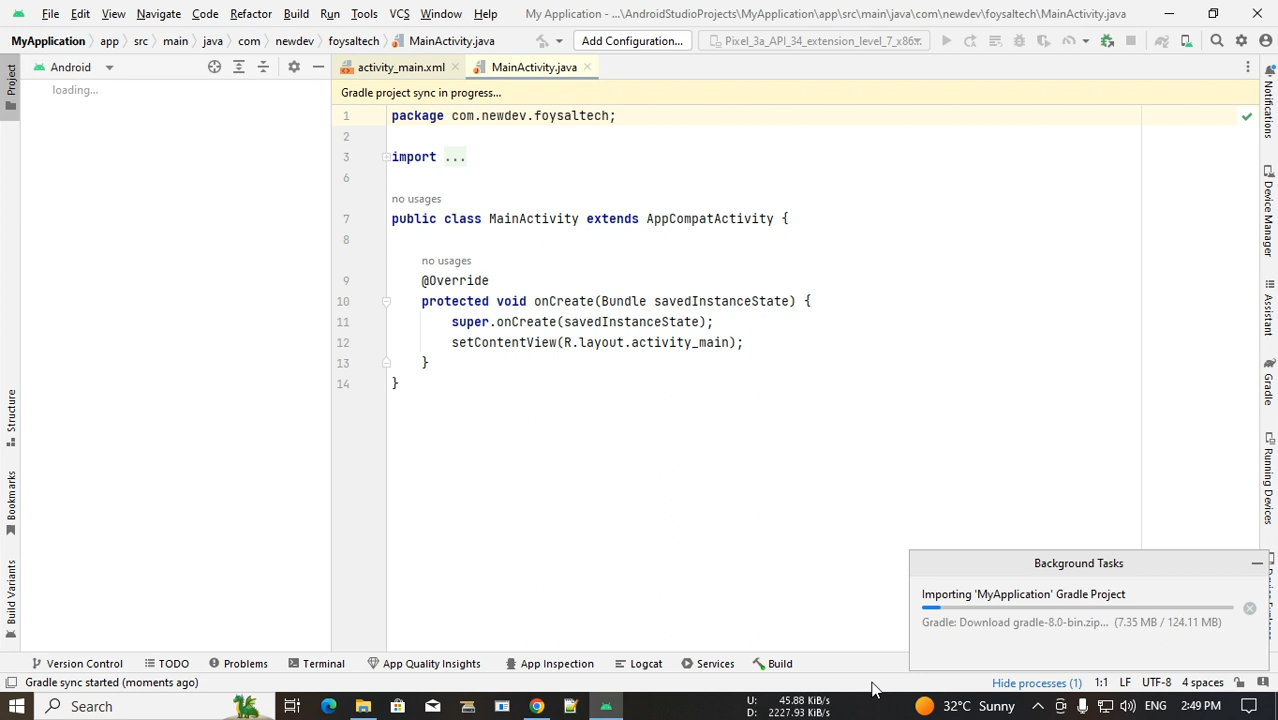 File Edit View Navigate Code Refactor Build Run Tools VCS Window Help My Application - ...\AndroidStudioProjects\MyApplication\app\src\main\java\com\newdev\foysaltech\MainActivity.java
MyApplication app src main java com newdev foysaltech MainActivity.java Add Configuration... Pixel_3a_API_34_extension_level_7_x86
Project Android activity_main.xml MainActivity.java
loading...
Gradle project sync in progress...
1 package com.newdev.foysaltech;
2
3 import ...
6
no usages
7 public class MainActivity extends AppCompatActivity {
8
no usages
9 @Override
10 protected void onCreate(Bundle savedInstanceState) {
11 super.onCreate(savedInstanceState);
12 setContentView(R.layout.activity_main);
13 }
14 }
Structure
Bookmarks
Build Variants
Notifications
Device Manager
Assistant
Gradle
Running Devices
Background Tasks
Importing 'MyApplication' Gradle Project
Gradle: Download gradle-8.0-bin.zip... (7.35 MB / 124.11 MB)
Version Control TODO Problems Terminal App Quality Insights App Inspection Logcat Services Build
Gradle sync started (moments ago) Hide processes (1) 1:1 LF UTF-8 4 spaces
Search U: 45.88 KiB/s 32°C Sunny ENG 2:49 PM
D: 2227.93 KiB/s